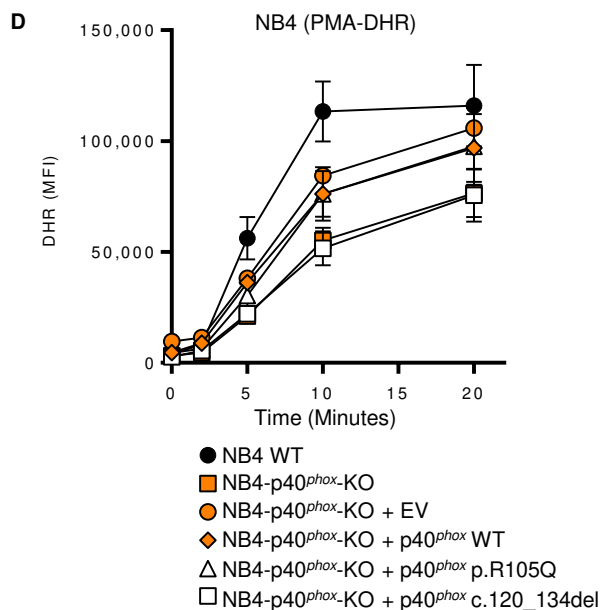 D
NB4 (PMA-DHR)
150,000
100,000
50,000
0
DHR (MFI)
0 5 10 15 20
Time (Minutes)
NB4 WT
NB4-p40phox-KO
NB4-p40phox-KO + EV
NB4-p40phox-KO + p40phox WT
NB4-p40phox-KO + p40phox p.R105Q
NB4-p40phox-KO + p40phox c.120_134del